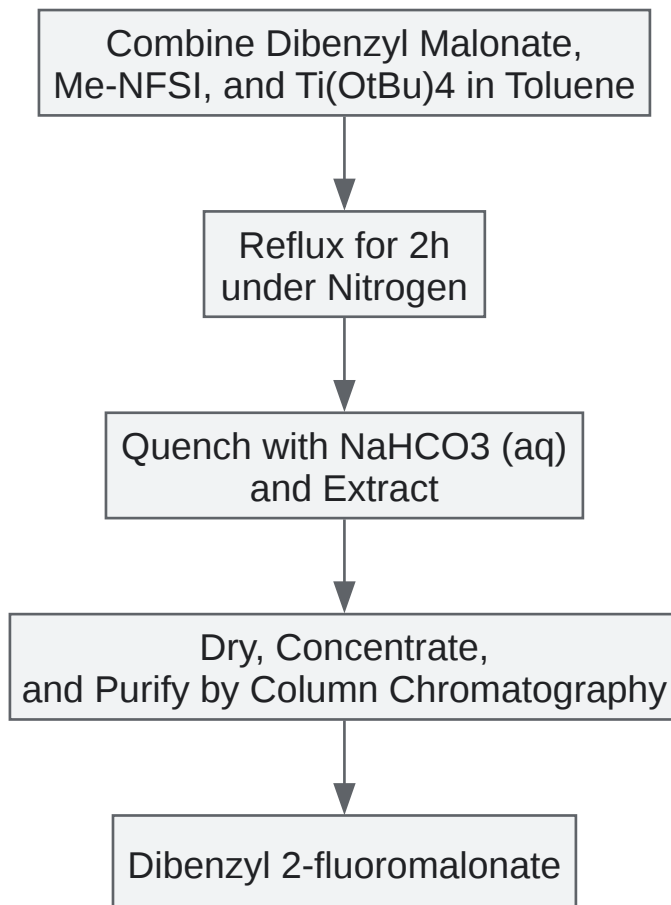 Combine Dibenzyl Malonate,
Me-NFSI, and Ti(OtBu)4 in Toluene
Reflux for 2h
under Nitrogen
Quench with NaHCO3 (aq)
and Extract
Dry, Concentrate,
and Purify by Column Chromatography
Dibenzyl 2-fluoromalonate